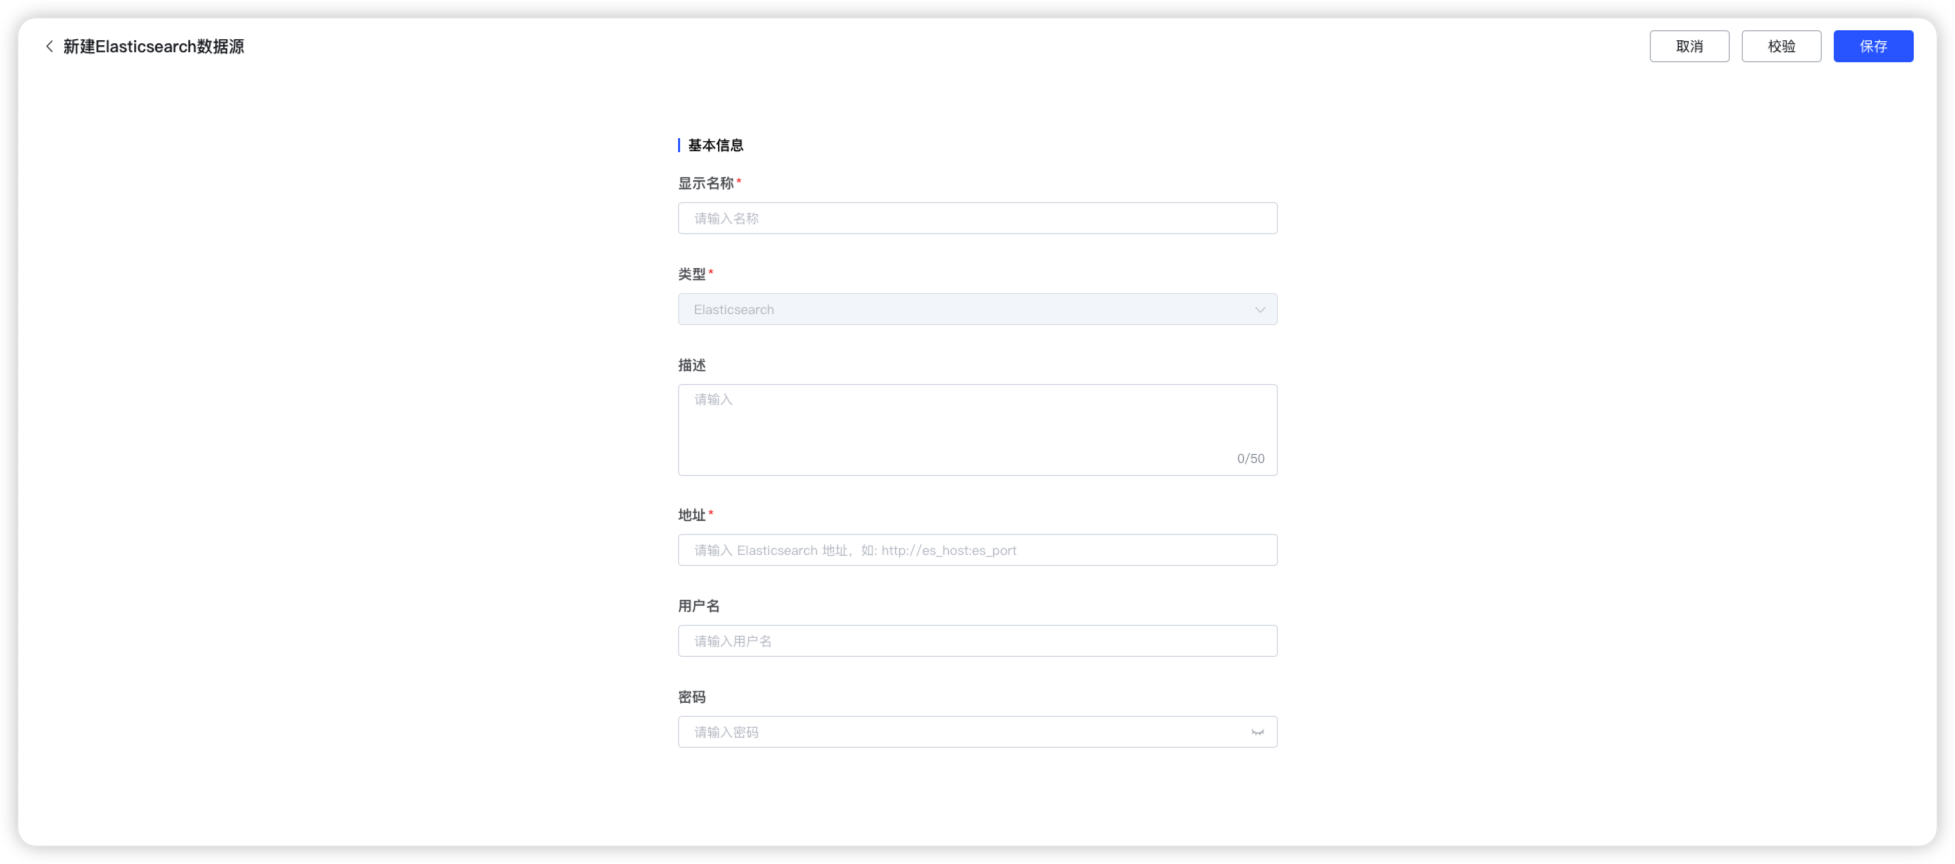 新建Elasticsearch数据源
取消
校验
保存
基本信息
显示名称*
请输入名称
类型*
Elasticsearch
描述
请输入
0/50
地址*
请输入 Elasticsearch 地址，如: http://es_host:es_port
用户名
请输入用户名
密码
请输入密码